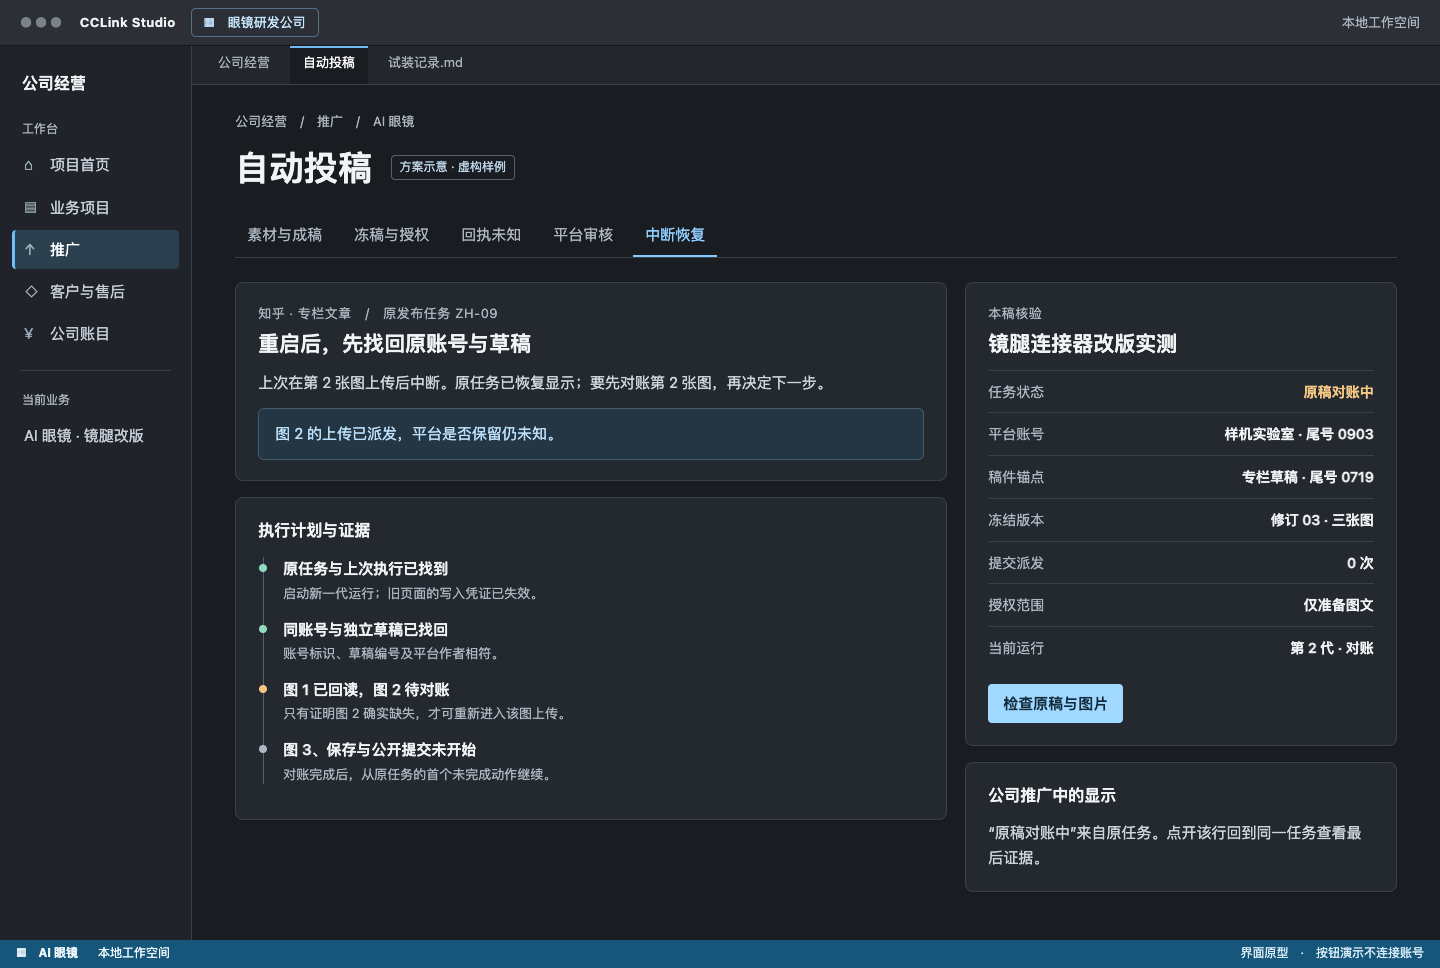 CCLink Studio
眼镜研发公司
本地工作空间
公司经营
自动投稿
试装记录.md
公司经营
工作台
项目首页
业务项目
推广
客户与售后
¥ 公司账目
当前业务
AI 眼镜 · 镜腿改版
公司经营 / 推广 / AI 眼镜
自动投稿
方案示意 · 虚构样例
素材与成稿
冻稿与授权
回执未知
平台审核
中断恢复
知乎 · 专栏文章 / 原发布任务 ZH-09
重启后，先找回原账号与草稿
上次在第 2 张图上传后中断。原任务已恢复显示；要先对账第 2 张图，再决定下一步。
图 2 的上传已派发，平台是否保留仍未知。
执行计划与证据
原任务与上次执行已找到
启动新一代运行；旧页面的写入凭证已失效。
同账号与独立草稿已找回
账号标识、草稿编号及平台作者相符。
图 1 已回读，图 2 待对账
只有证明图 2 确实缺失，才可重新进入该图上传。
图 3、保存与公开提交未开始
对账完成后，从原任务的首个未完成动作继续。
本稿核验
镜腿连接器改版实测
任务状态 原稿对账中
平台账号 样机实验室 · 尾号 0903
稿件锚点 专栏草稿 · 尾号 0719
冻结版本 修订 03 · 三张图
提交派发 0 次
授权范围 仅准备图文
当前运行 第 2 代 · 对账
检查原稿与图片
公司推广中的显示
“原稿对账中”来自原任务。点开该行回到同一任务查看最
后证据。
AI 眼镜
本地工作空间
界面原型 · 按钮演示不连接账号